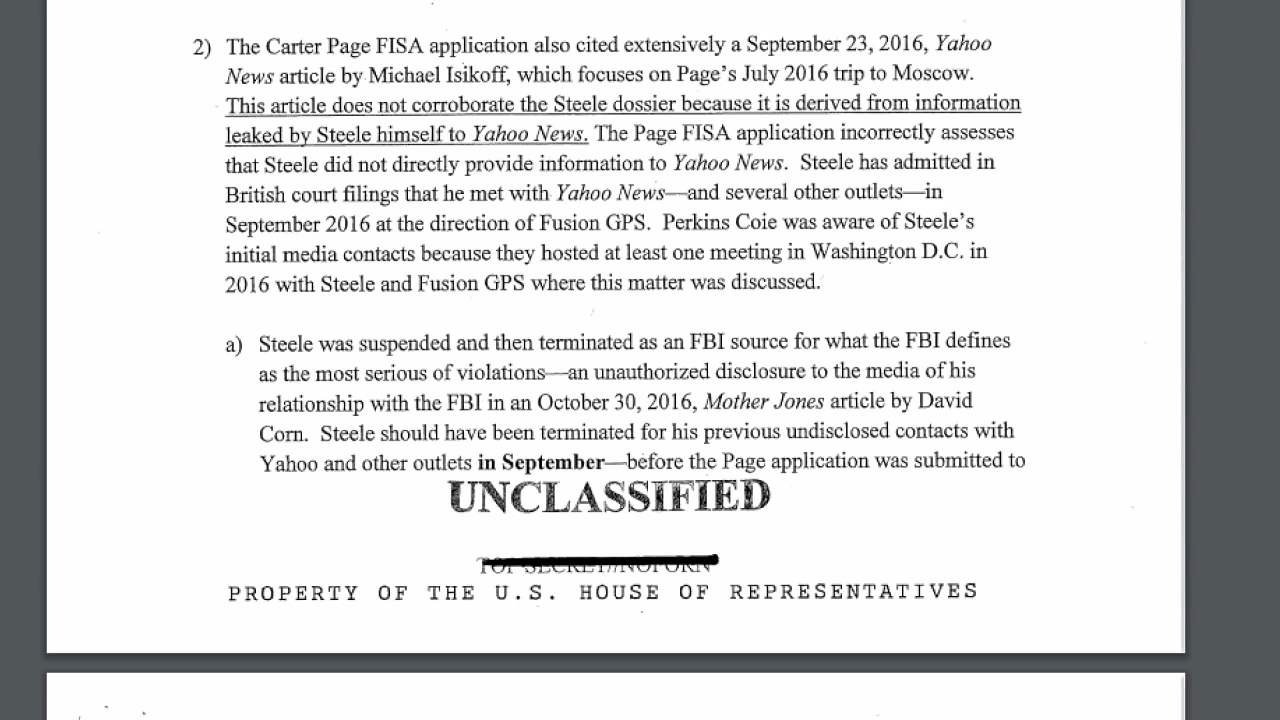 2) The Carter Page FISA application also cited extensively a September 23, 2016, Yahoo
News article by Michael Isikoff, which focuses on Page's July 2016 trip to Moscow.
This article does not corroborate the Steele dossier because it is derived from information
leaked by Steele himself to Yahoo News. The Page FISA application incorrectly assesses
that Steele did not directly provide information to Yahoo News. Steele has admitted in
British court filings that he met with Yahoo News—and several other outlets—in
September 2016 at the direction of Fusion GPS. Perkins Coie was aware of Steele's
initial media contacts because they hosted at least one meeting in Washington D.C. in
2016 with Steele and Fusion GPS where this matter was discussed.
a) Steele was suspended and then terminated as an FBI source for what the FBI defines
as the most serious of violations—an unauthorized disclosure to the media of his
relationship with the FBI in an October 30, 2016, Mother Jones article by David
Corn. Steele should have been terminated for his previous undisclosed contacts with
Yahoo and other outlets in September—before the Page application was submitted to
UNCLASSIFIED
TOP SECRET//NOFORN
PROPERTY OF THE U.S. HOUSE OF REPRESENTATIVES